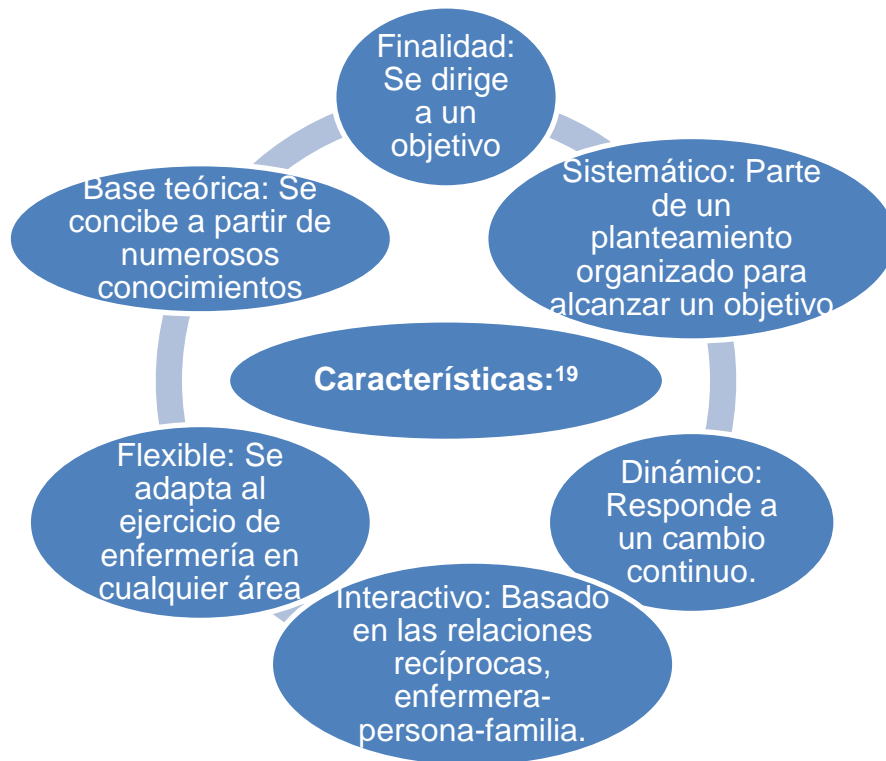 Finalidad:
Se dirige
a un
objetivo
Sistemático: Parte
de un
planteamiento
organizado para
alcanzar un objetivo
Dinámico:
Responde a
un cambio
continuo.
Interactivo: Basado
en las relaciones
recíprocas,
enfermera-
persona-familia.
Flexible: Se
adapta al
ejercicio de
enfermería en
cualquier área
Base teórica: Se
concibe a partir de
numerosos
conocimientos
Características:¹⁹